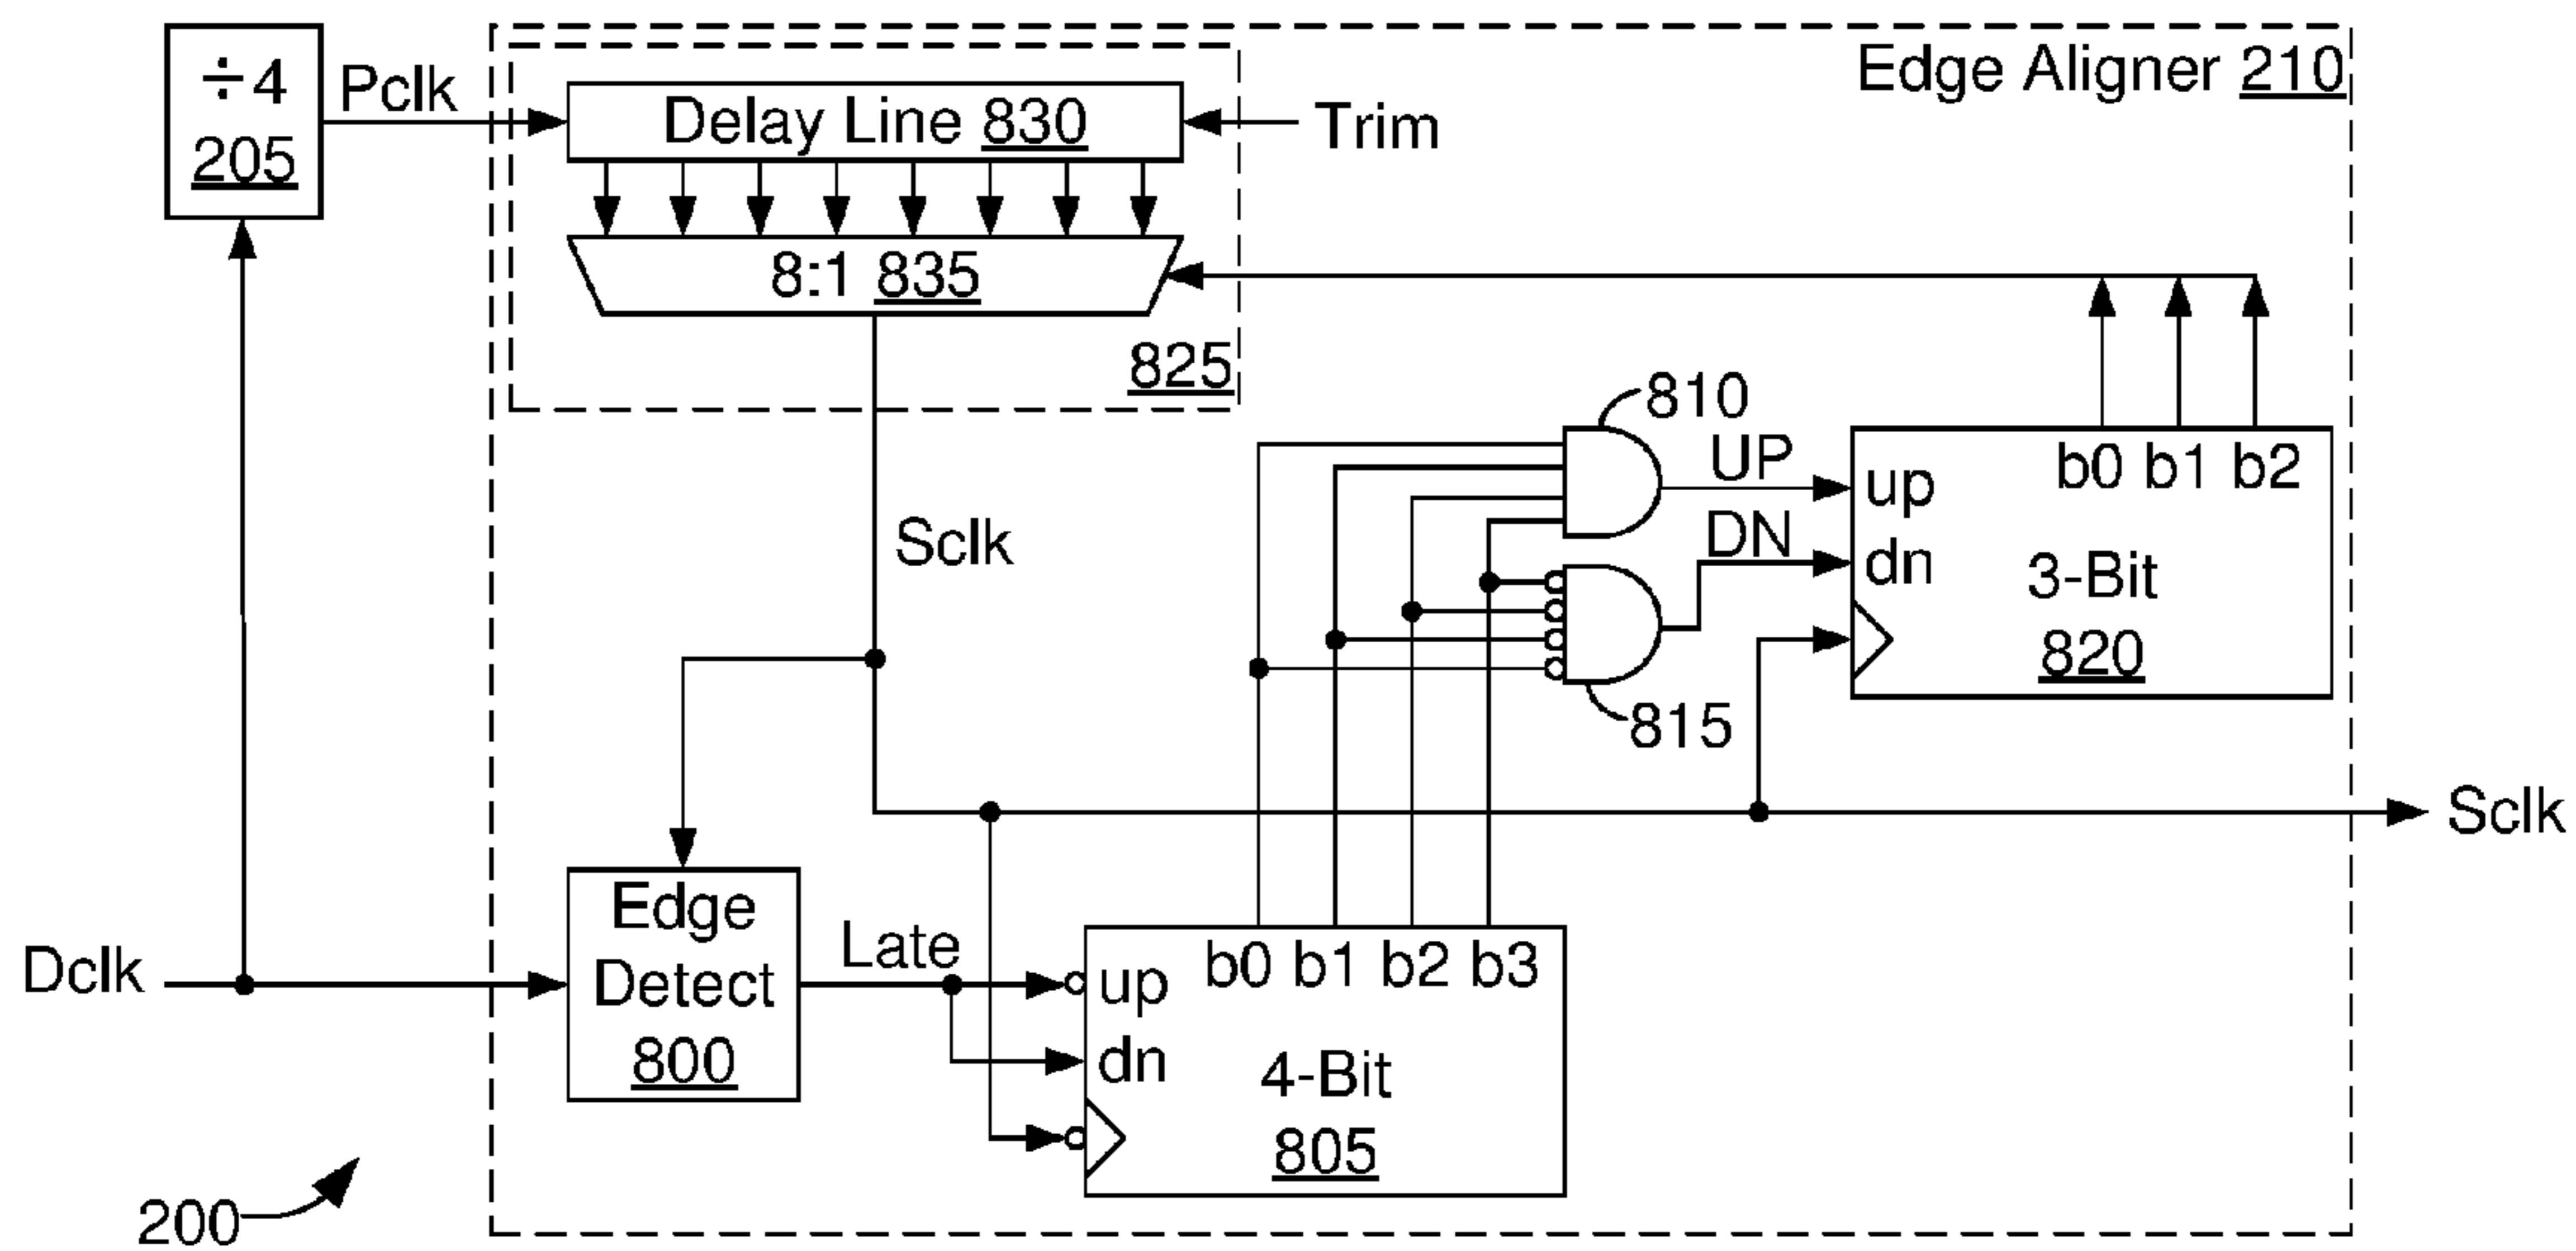 ÷4
205
Pclk
Delay Line 830
Trim
Edge Aligner 210
8:1 835
825
Sclk
810
UP
DN
815
up
dn
b0 b1 b2
3-Bit
820
Sclk
Dclk
Edge
Detect
800
Late
up
dn
b0 b1 b2 b3
4-Bit
805
200